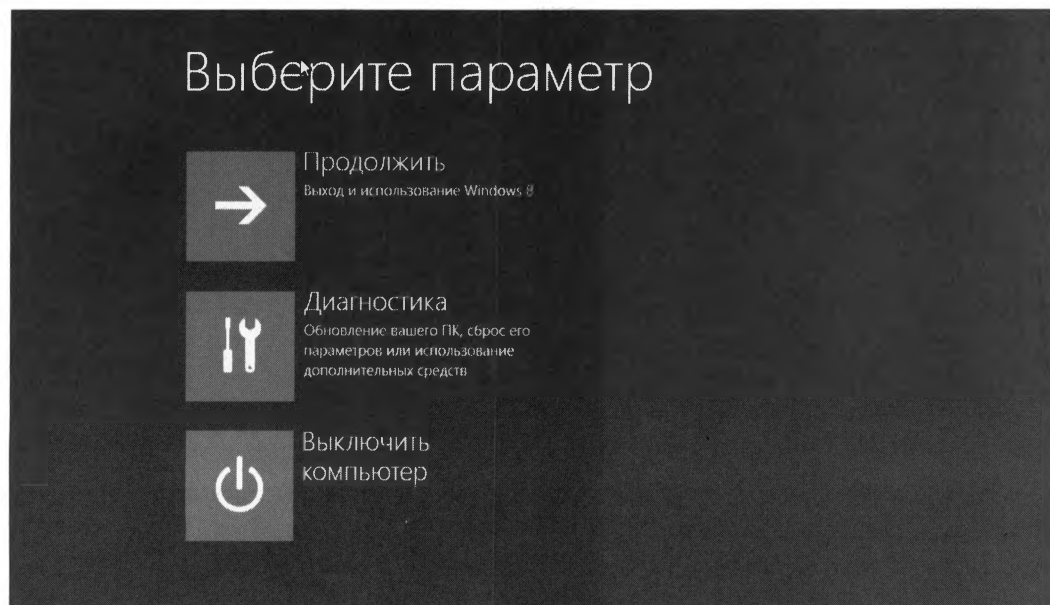 Выберите параметр
Продолжить
Выход и использование Windows 8
Диагностика
Обновление вашего ПК, сброс его
параметров или использование
дополнительных средств
Выключить
компьютер